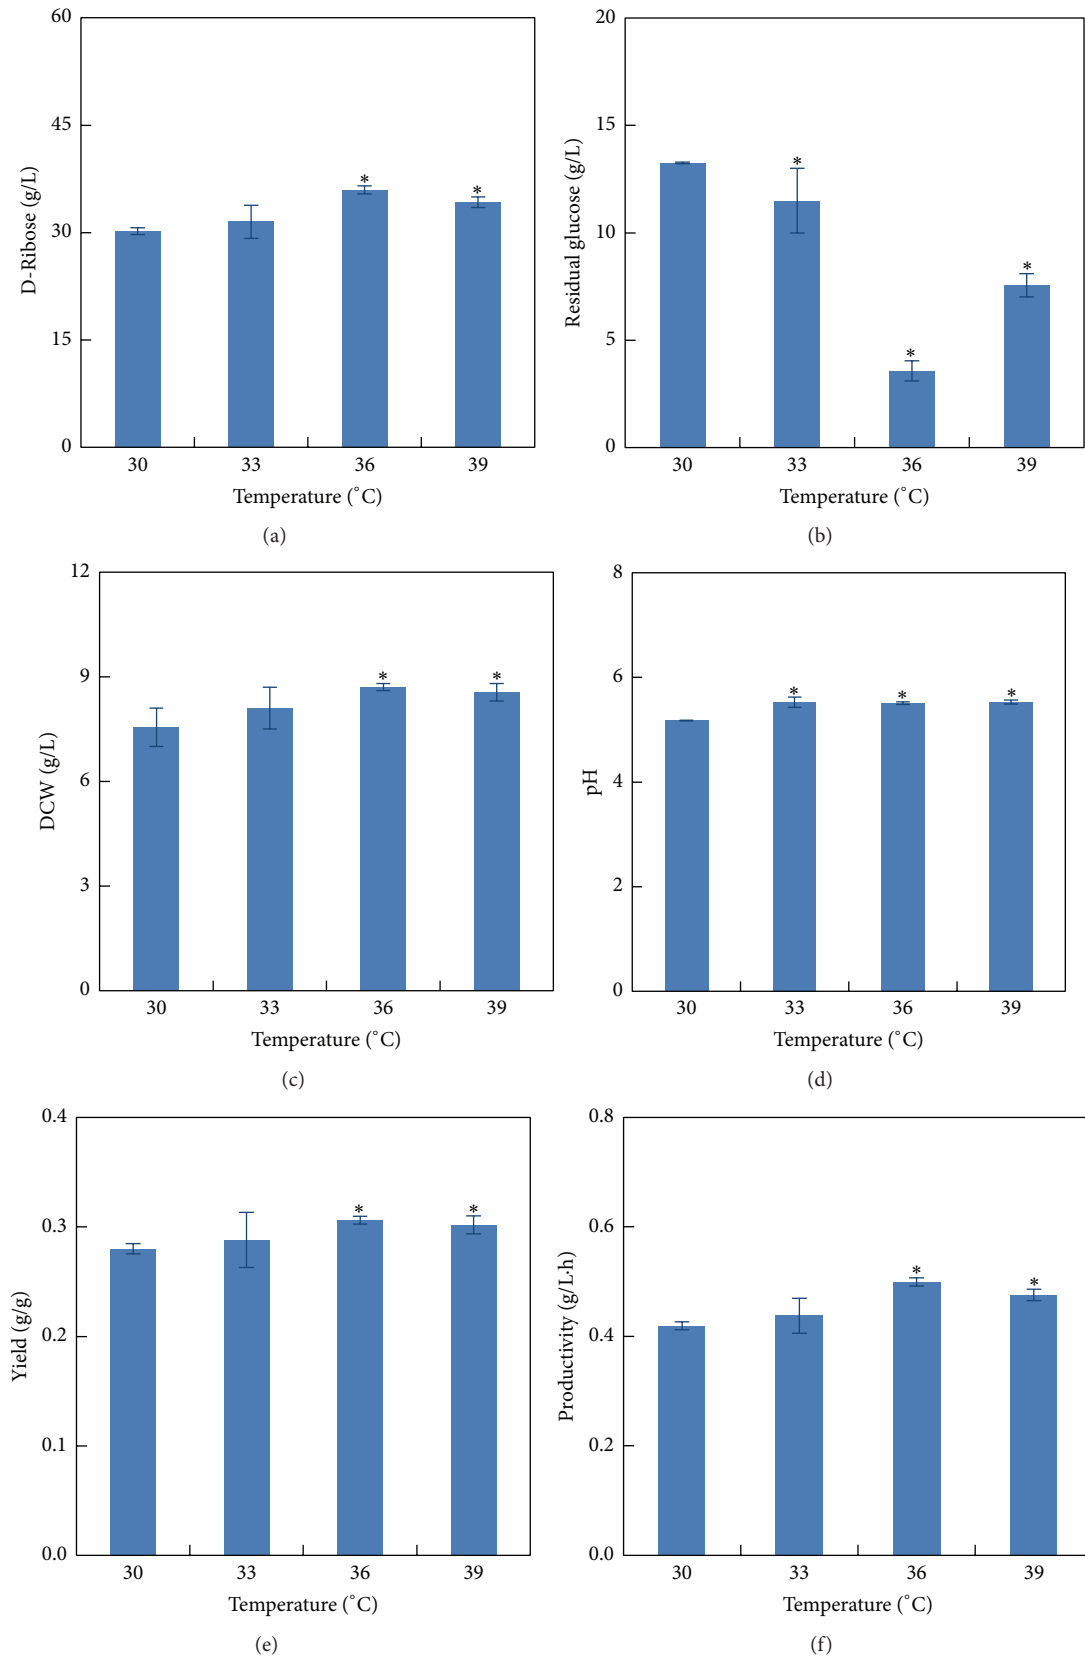 60
45
30
15
0
D-Ribose (g/L)
* *
30 33 36 39
Temperature (˚C)
(a)
20
15
10
5
0
Residual glucose (g/L)
* * *
30 33 36 39
Temperature (˚C)
(b)
12
9
6
3
0
DCW (g/L)
* *
30 33 36 39
Temperature (˚C)
(c)
8
6
4
2
0
pH
* * *
30 33 36 39
Temperature (˚C)
(d)
0.4
0.3
0.2
0.1
0.0
Yield (g/g)
* *
30 33 36 39
Temperature (˚C)
(e)
0.8
0.6
0.4
0.2
0.0
Productivity (g/L·h)
* *
30 33 36 39
Temperature (˚C)
(f)